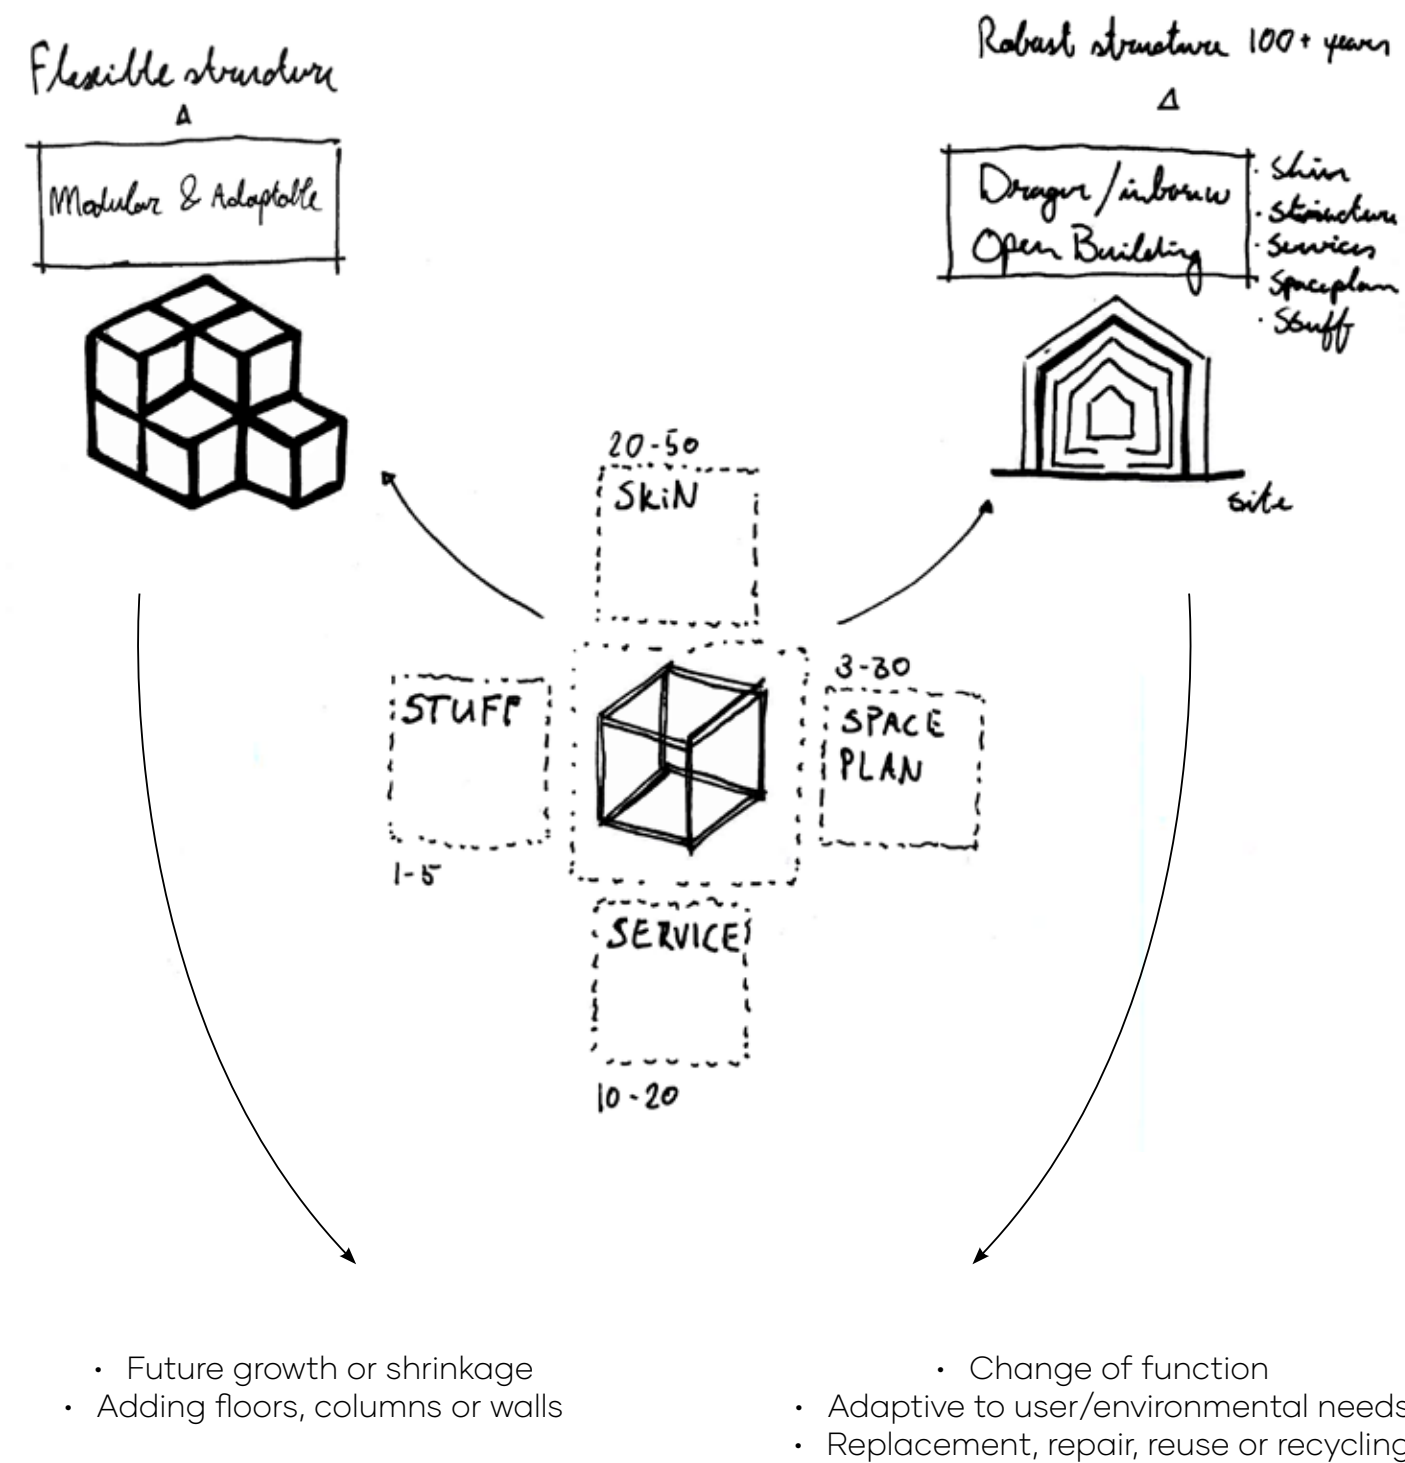 Flexible structure
Modular & Adaptable
Robust structure 100+ years
Drager/inbouw
Open Building
· Skin
· Structure
· Services
· Spaceplan
· Stuff
site
20-50
SKiN
STUFF
1-5
3-30
SPACE
PLAN
SERVICE
10-20
• Future growth or shrinkage
• Adding floors, columns or walls
• Change of function
• Adaptive to user/environmental needs
• Replacement, repair, reuse or recycling